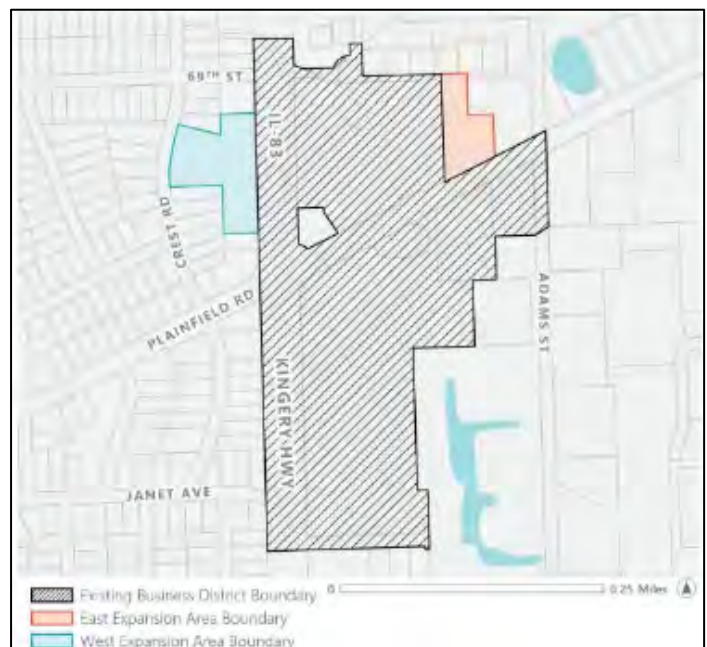 69TH ST
IL-83
CREST RD
PLAINFIELD RD
ADAMS ST
KINGERY HWY
JANET AVE
Existing Business District Boundary 0 0.25 Miles
East Expansion Area Boundary
West Expansion Area Boundary